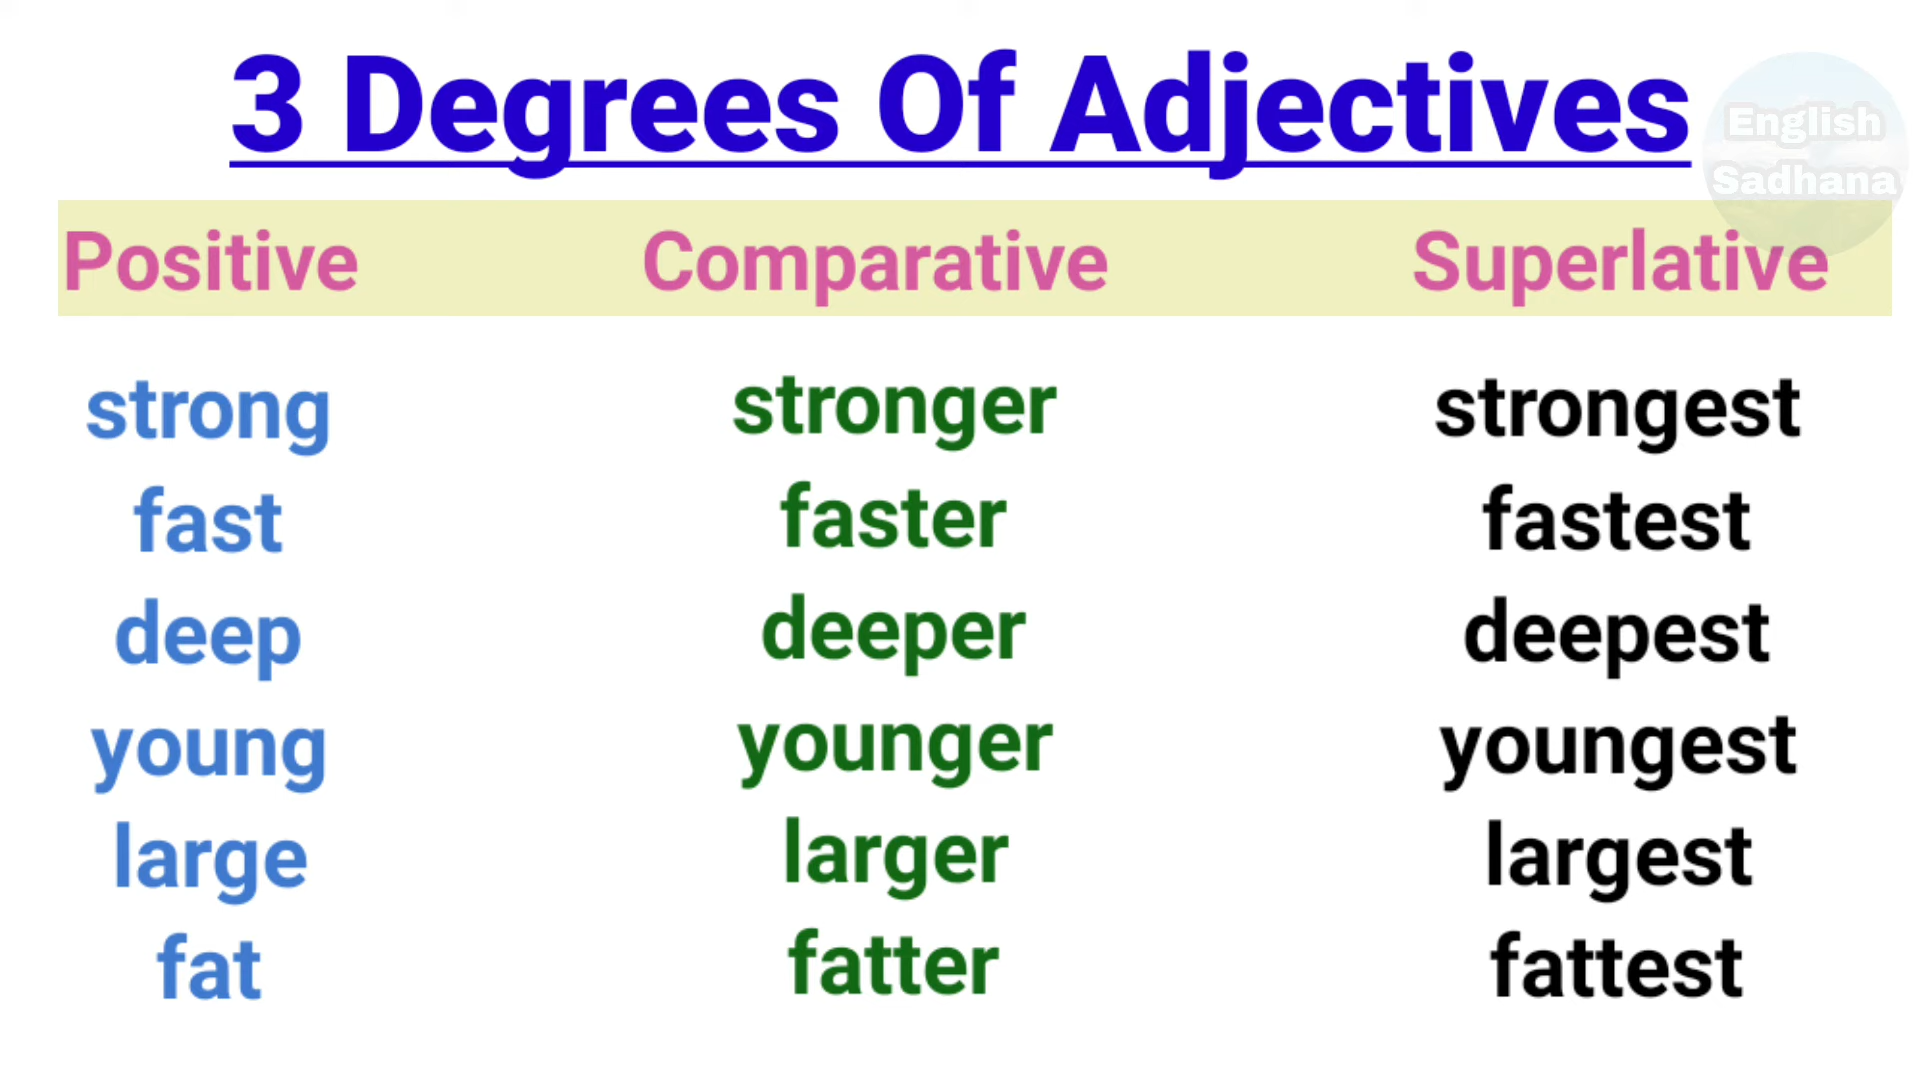 3 Degrees Of Adjectives
English
Sadhana
Positive Comparative Superlative
strong stronger strongest
fast faster fastest
deep deeper deepest
young younger youngest
large larger largest
fat fatter fattest